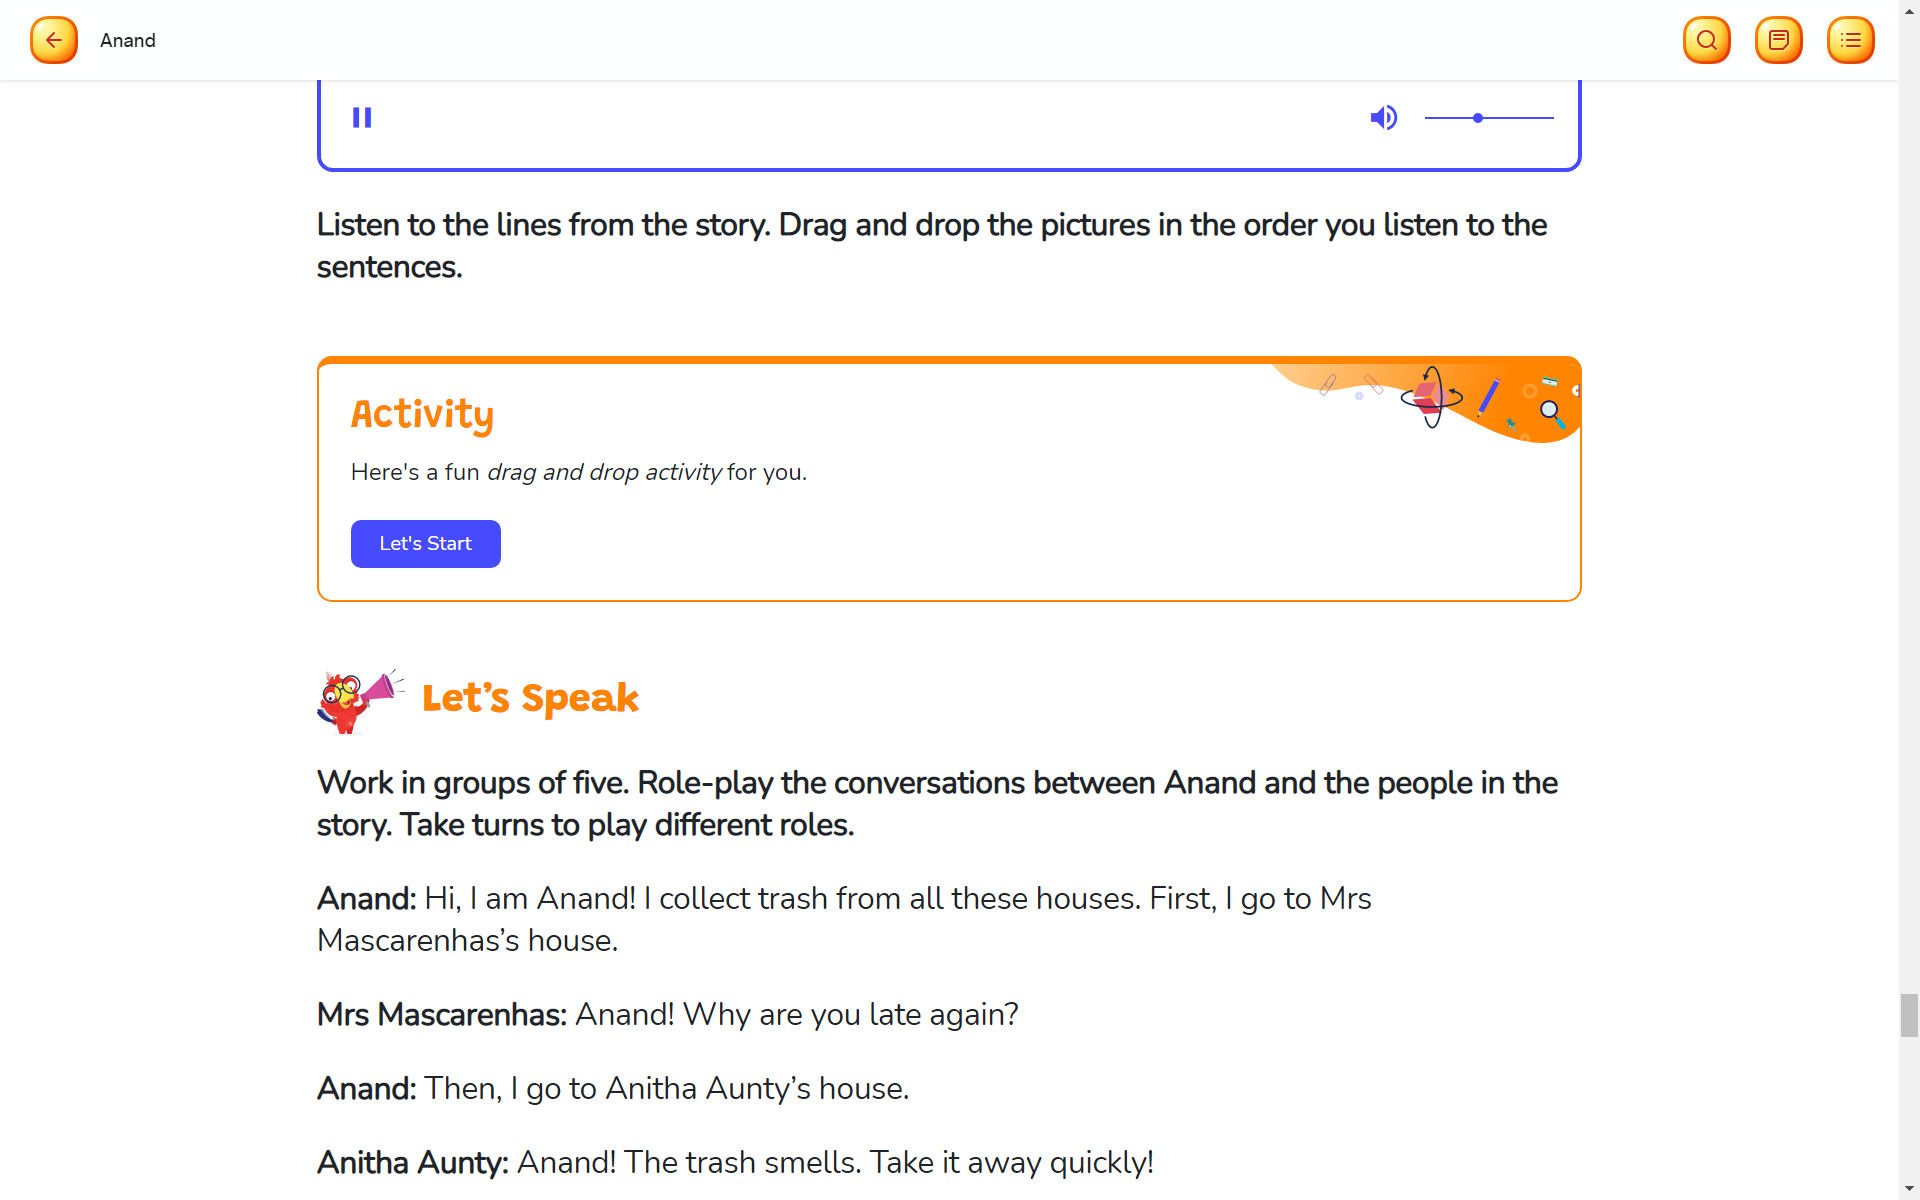 Anand
Listen to the lines from the story. Drag and drop the pictures in the order you listen to the
sentences.
Activity
Here's a fun drag and drop activity for you.
Let's Start
Let’s Speak
Work in groups of five. Role-play the conversations between Anand and the people in the
story. Take turns to play different roles.
Anand: Hi, I am Anand! I collect trash from all these houses. First, I go to Mrs
Mascarenhas’s house.
Mrs Mascarenhas: Anand! Why are you late again?
Anand: Then, I go to Anitha Aunty’s house.
Anitha Aunty: Anand! The trash smells. Take it away quickly!